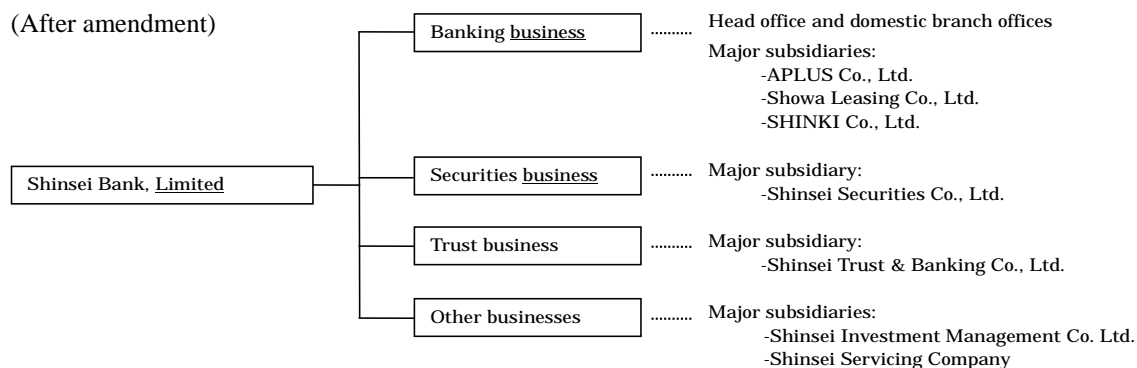 (After amendment)
Banking business .......... Head office and domestic branch offices
Major subsidiaries:
-APLUS Co., Ltd.
-Showa Leasing Co., Ltd.
-SHINKI Co., Ltd.
Shinsei Bank, Limited
Securities business .......... Major subsidiary:
-Shinsei Securities Co., Ltd.
Trust business .......... Major subsidiary:
-Shinsei Trust & Banking Co., Ltd.
Other businesses .......... Major subsidiaries:
-Shinsei Investment Management Co. Ltd.
-Shinsei Servicing Company